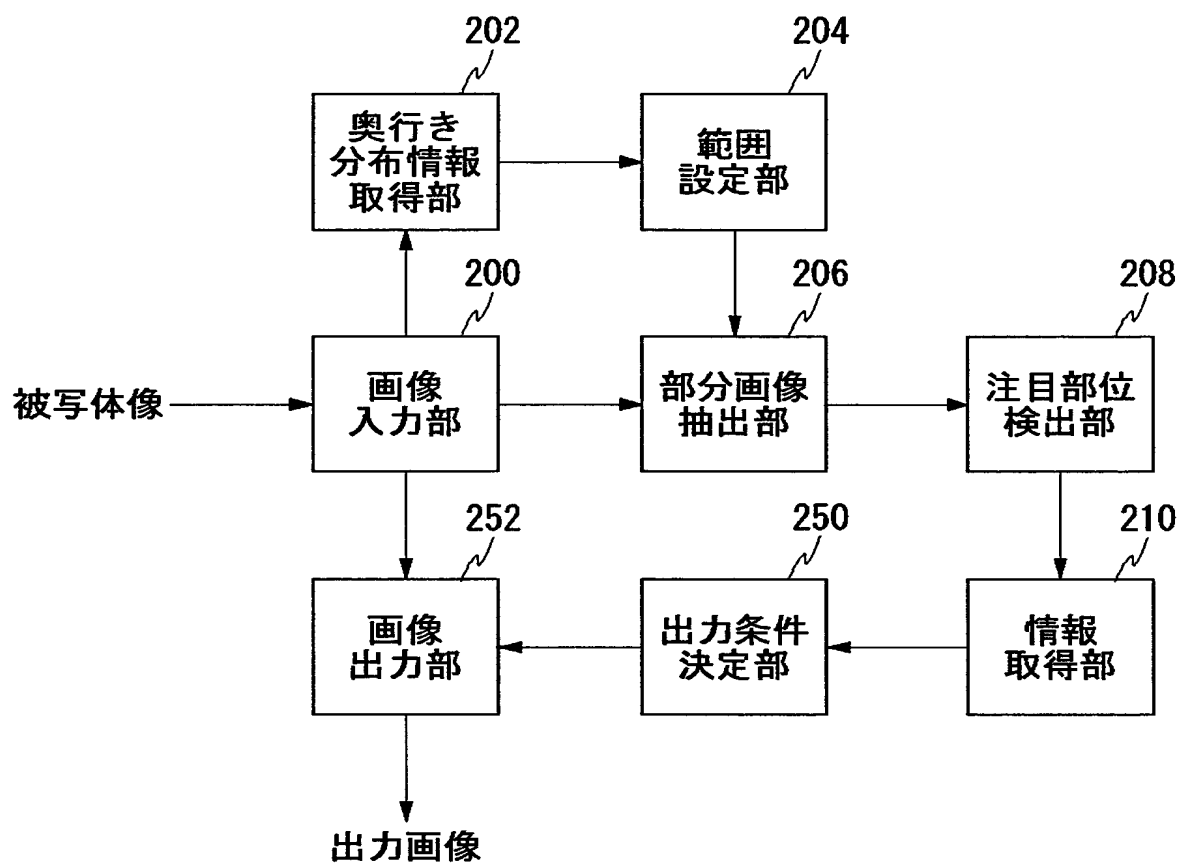 202
204
奥行き
分布情報
取得部
範囲
設定部
200
206
208
被写体像
画像
入力部
部分画像
抽出部
注目部位
検出部
252
250
210
画像
出力部
出力条件
決定部
情報
取得部
出力画像